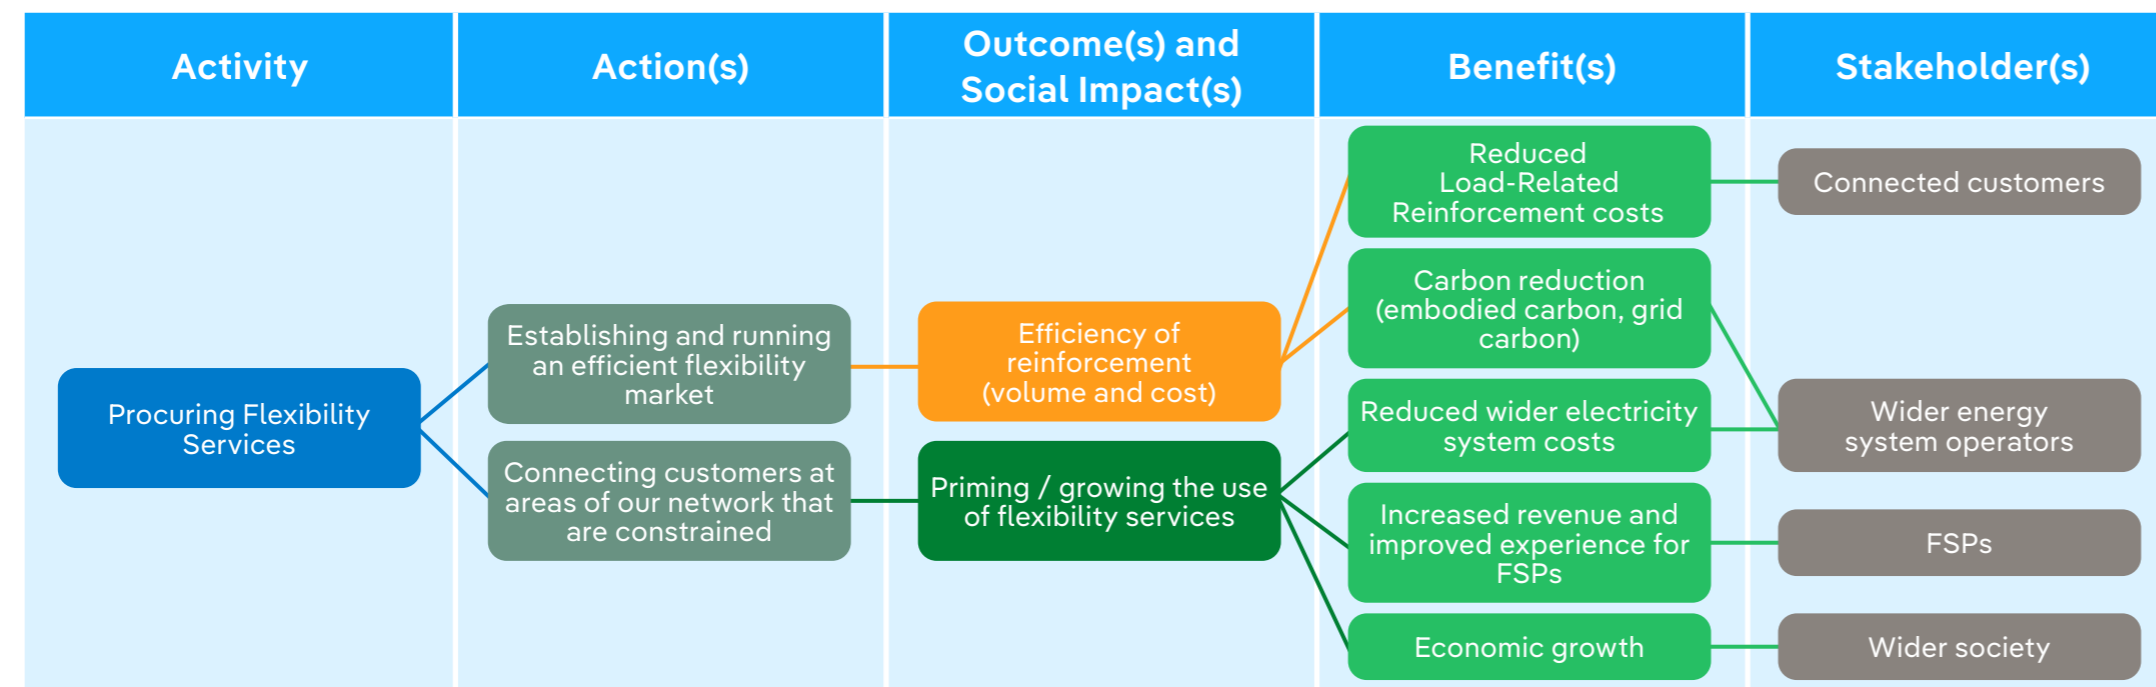 Activity
Action(s)
Outcome(s) and
Social Impact(s)
Benefit(s)
Stakeholder(s)
Procuring Flexibility
Services
Establishing and running
an efficient flexibility
market
Connecting customers at
areas of our network that
are constrained
Efficiency of
reinforcement
(volume and cost)
Priming / growing the use
of flexibility services
Reduced
Load-Related
Reinforcement costs
Carbon reduction
(embodied carbon, grid
carbon)
Reduced wider electricity
system costs
Increased revenue and
improved experience for
FSPs
Economic growth
Connected customers
Wider energy
system operators
FSPs
Wider society